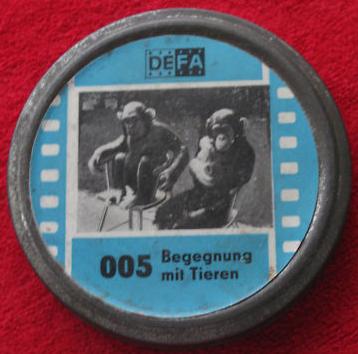 DEFA
005 Begegnung
mit Tieren